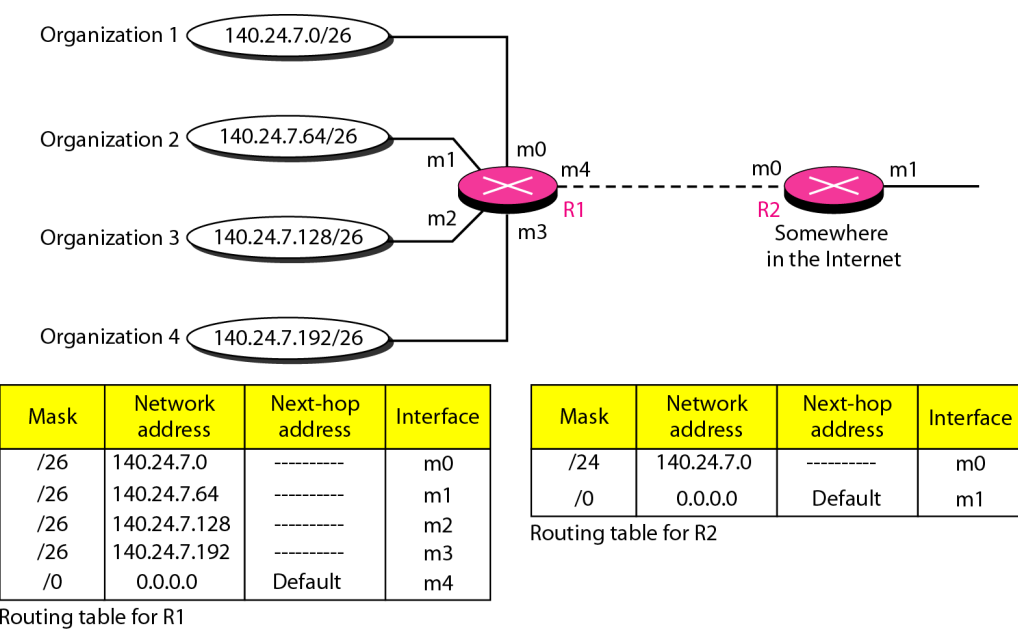 Organization 1 140.24.7.0/26
Organization 2 140.24.7.64/26
Organization 3 140.24.7.128/26
Organization 4 140.24.7.192/26
m0
m1
m4
m2
m3
R1
m0
m1
R2
Somewhere
in the Internet
Mask Network address Next-hop address Interface
/26 140.24.7.0 ---------- m0
/26 140.24.7.64 ---------- m1
/26 140.24.7.128 ---------- m2
/26 140.24.7.192 ---------- m3
/0 0.0.0.0 Default m4
Routing table for R1
Mask Network address Next-hop address Interface
/24 140.24.7.0 ---------- m0
/0 0.0.0.0 Default m1
Routing table for R2